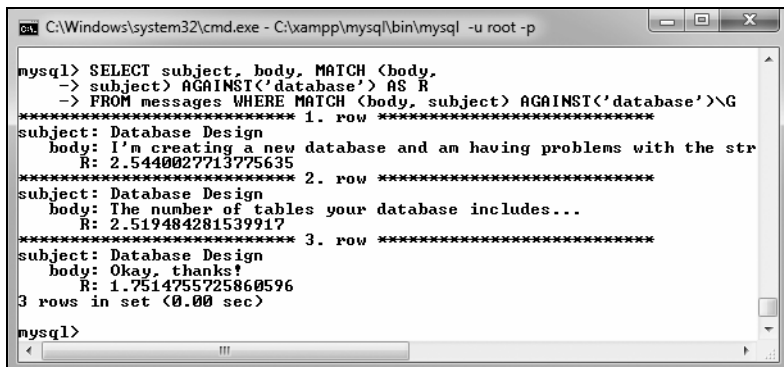 C:\Windows\system32\cmd.exe - C:\xampp\mysql\bin\mysql -u root -p
mysql> SELECT subject, body, MATCH (body,
    -> subject) AGAINST('database') AS R
    -> FROM messages WHERE MATCH (body, subject) AGAINST('database')\G
*************************** 1. row ***************************
subject: Database Design
   body: I'm creating a new database and am having problems with the str
      R: 2.5440027713775635
*************************** 2. row ***************************
subject: Database Design
   body: The number of tables your database includes...
      R: 2.519484281539917
*************************** 3. row ***************************
subject: Database Design
   body: Okay, thanks!
      R: 1.7514755725860596
3 rows in set (0.00 sec)
mysql>